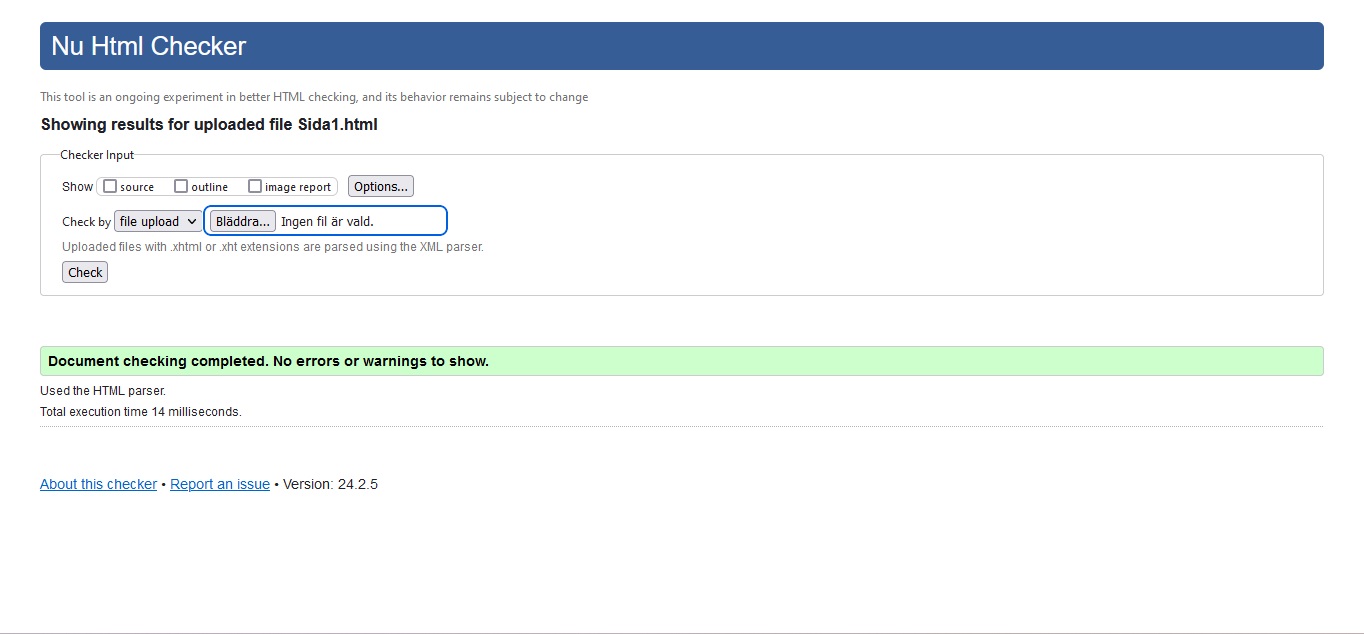 Nu Html Checker
This tool is an ongoing experiment in better HTML checking, and its behavior remains subject to change
Showing results for uploaded file Sida1.html
Checker Input
Show source outline image report Options...
Check by file upload Bläddra... Ingen fil är vald.
Uploaded files with .xhtml or .xht extensions are parsed using the XML parser.
Check
Document checking completed. No errors or warnings to show.
Used the HTML parser.
Total execution time 14 milliseconds.
About this checker • Report an issue • Version: 24.2.5